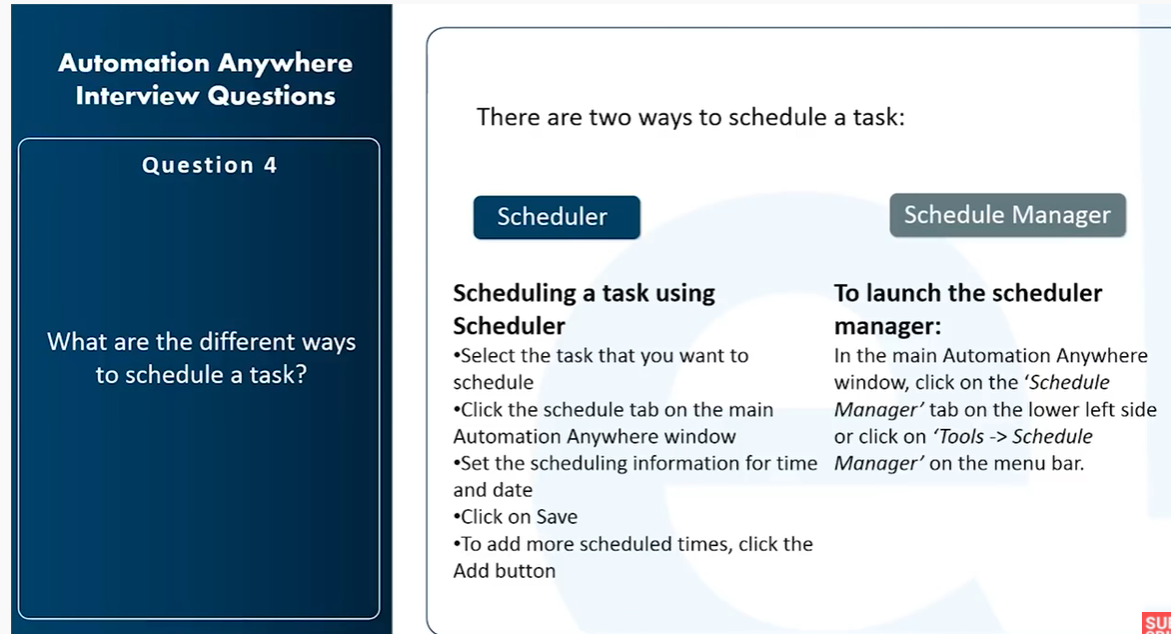 Automation Anywhere
Interview Questions
Question 4
What are the different ways
to schedule a task?
There are two ways to schedule a task:
Scheduler
Scheduling a task using
Scheduler
•Select the task that you want to
schedule
•Click the schedule tab on the main
Automation Anywhere window
•Set the scheduling information for time
and date
•Click on Save
•To add more scheduled times, click the
Add button
Schedule Manager
To launch the scheduler
manager:
In the main Automation Anywhere
window, click on the ‘Schedule
Manager’ tab on the lower left side
or click on ‘Tools -> Schedule
Manager’ on the menu bar.